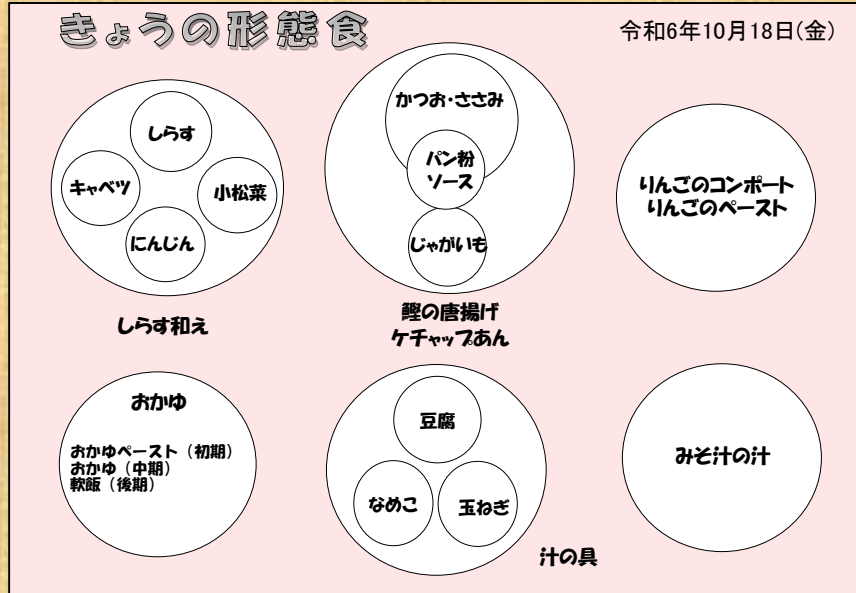 きょうの形態食
令和6年10月18日(金)
しらす
キャベツ
小松菜
にんじん
しらす和え
かつお・ささみ
パン粉
ソース
じゃがいも
鰹の唐揚げ
ケチャップあん
りんごのコンポート
りんごのペースト
おかゆ
おかゆペースト（初期）
おかゆ（中期）
軟飯（後期）
豆腐
なめこ
玉ねぎ
汁の具
みそ汁の汁